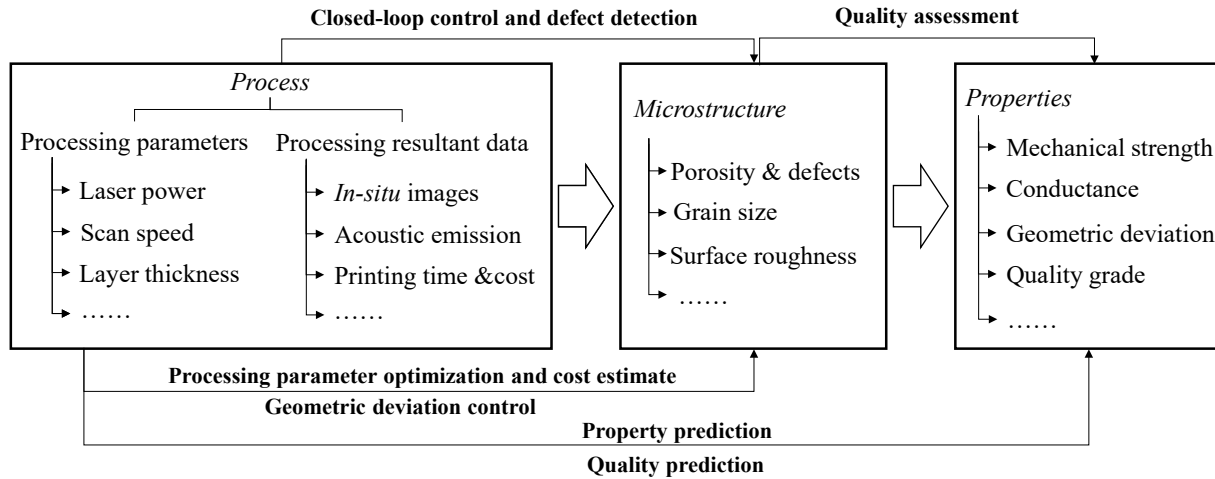 Closed-loop control and defect detection
Quality assessment
Process
Processing parameters
Laser power
Scan speed
Layer thickness
……
Processing resultant data
In-situ images
Acoustic emission
Printing time &cost
……
Microstructure
Porosity & defects
Grain size
Surface roughness
……
Properties
Mechanical strength
Conductance
Geometric deviation
Quality grade
……
Processing parameter optimization and cost estimate
Geometric deviation control
Property prediction
Quality prediction